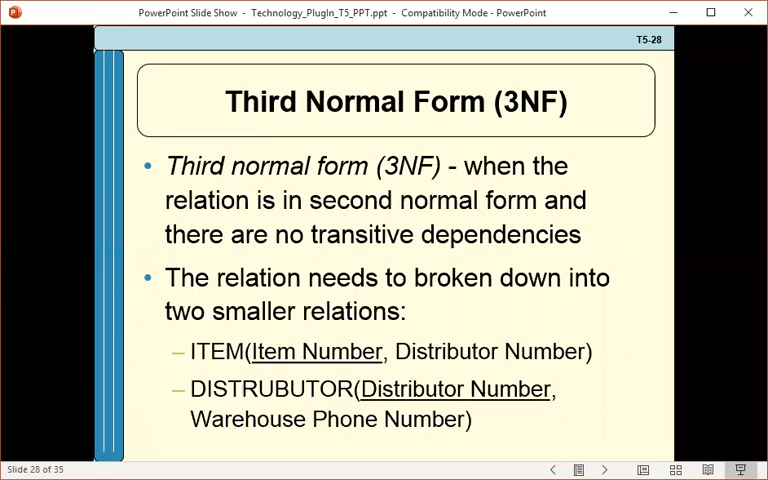 PowerPoint Slide Show - Technology_PlugIn_T5_PPT.ppt - Compatibility Mode - PowerPoint
T5-28
Third Normal Form (3NF)
• Third normal form (3NF) - when the
relation is in second normal form and
there are no transitive dependencies
• The relation needs to broken down into
two smaller relations:
– ITEM(Item Number, Distributor Number)
– DISTRUBUTOR(Distributor Number,
Warehouse Phone Number)
Slide 28 of 35